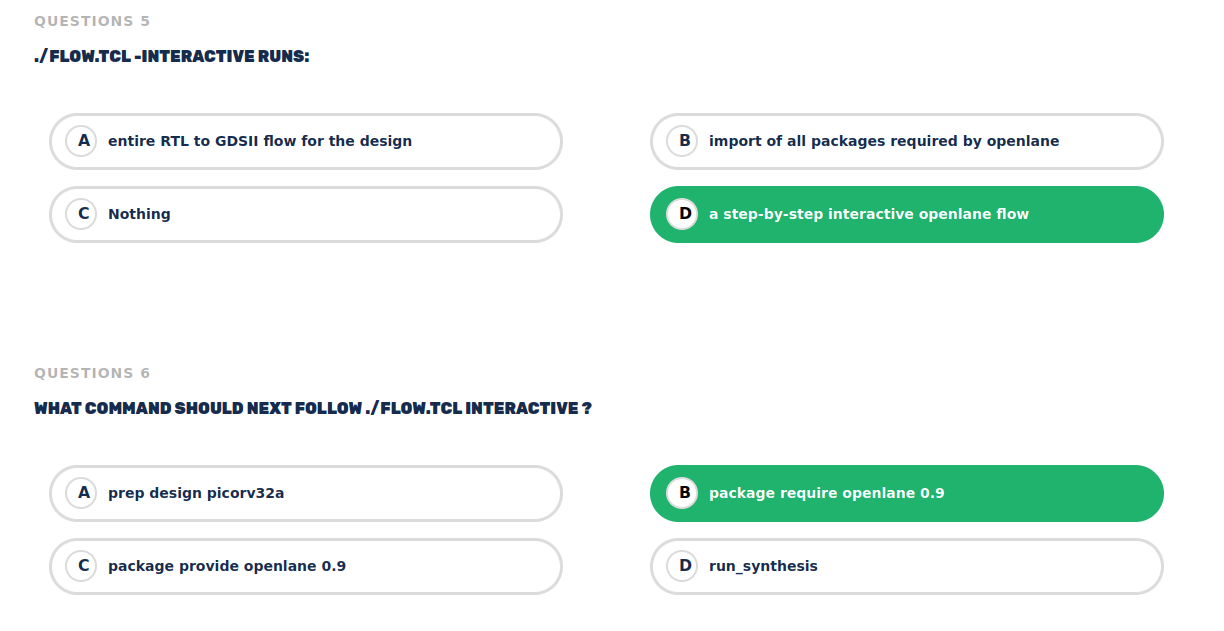 QUESTIONS 5
./FLOW.TCL -INTERACTIVE RUNS:
A entire RTL to GDSII flow for the design
B import of all packages required by openlane
C Nothing
D a step-by-step interactive openlane flow
QUESTIONS 6
WHAT COMMAND SHOULD NEXT FOLLOW ./FLOW.TCL INTERACTIVE ?
A prep design picorv32a
B package require openlane 0.9
C package provide openlane 0.9
D run_synthesis